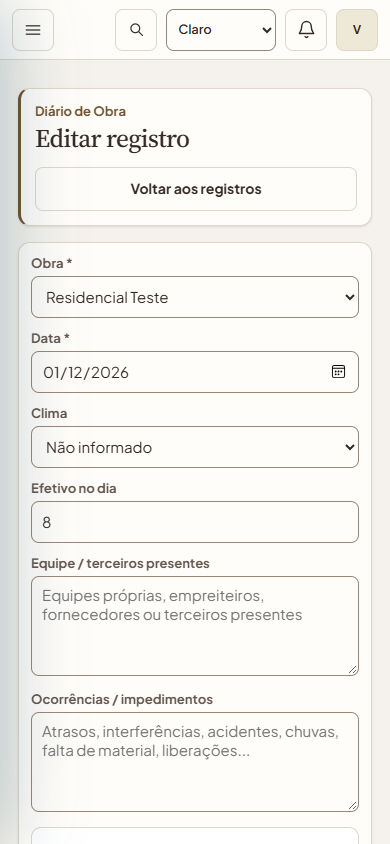 Claro
V
Diário de Obra
Editar registro
Voltar aos registros
Obra *
Residencial Teste
Data *
01/12/2026
Clima
Não informado
Efetivo no dia
8
Equipe / terceiros presentes
Equipes próprias, empreiteiros,
fornecedores ou terceiros presentes
Ocorrências / impedimentos
Atrasos, interferências, acidentes, chuvas,
falta de material, liberações...